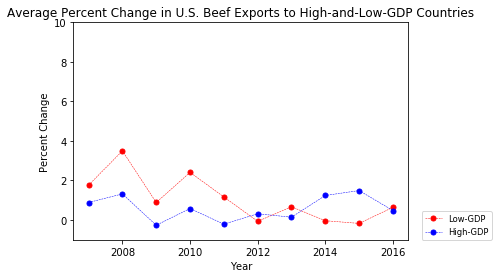 Average Percent Change in U.S. Beef Exports to High-and-Low-GDP Countries
10
8
6
4
2
0
Percent Change
2008 2010 2012 2014 2016
Year
Low-GDP
High-GDP